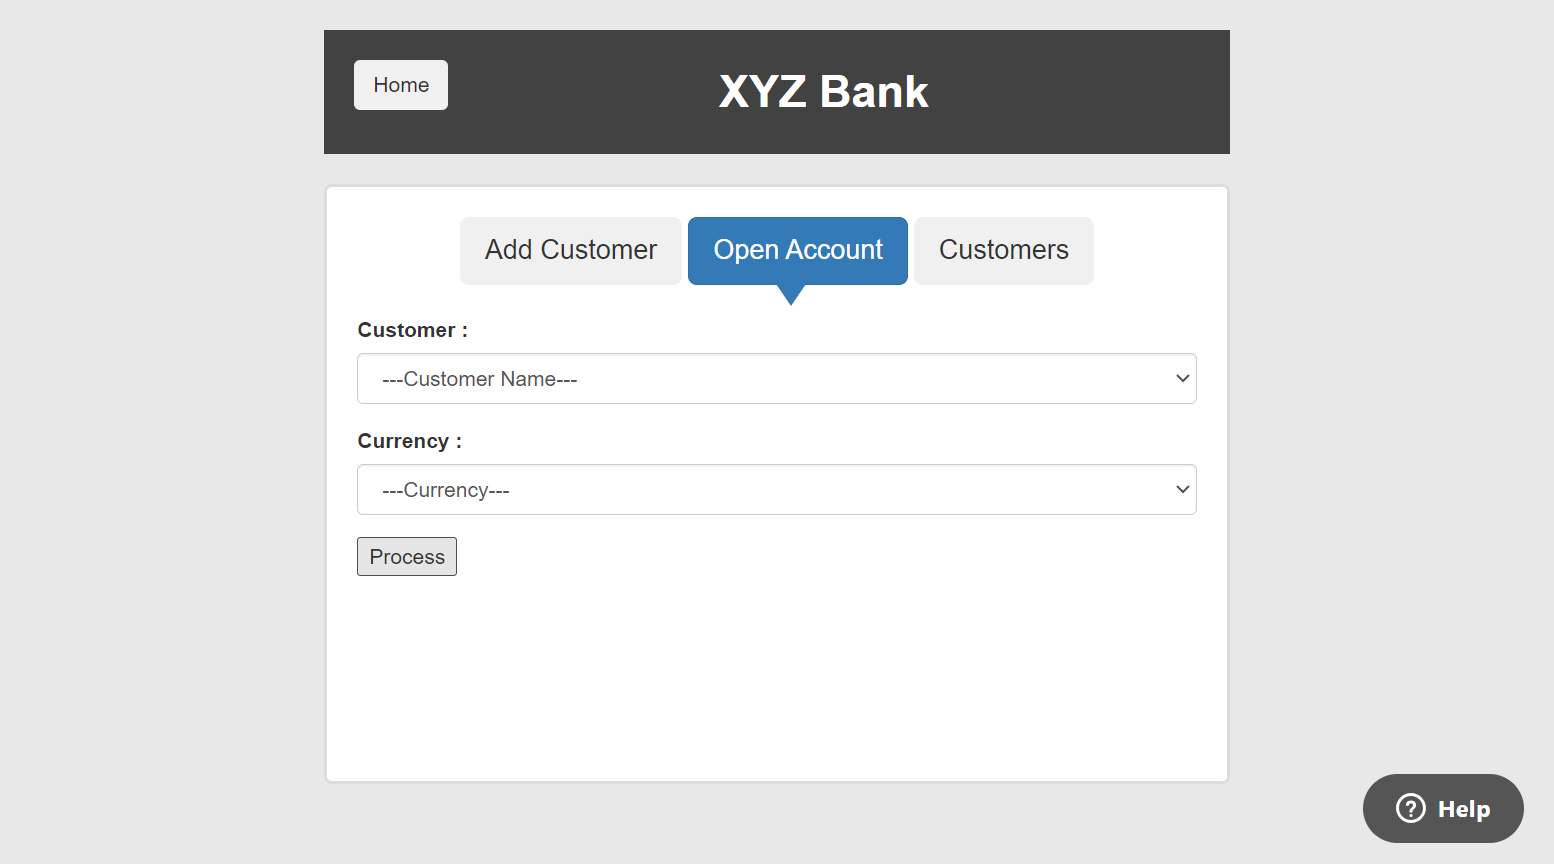 Home
XYZ Bank
Add Customer
Open Account
Customers
Customer :
---Customer Name---
Currency :
---Currency---
Process
? Help